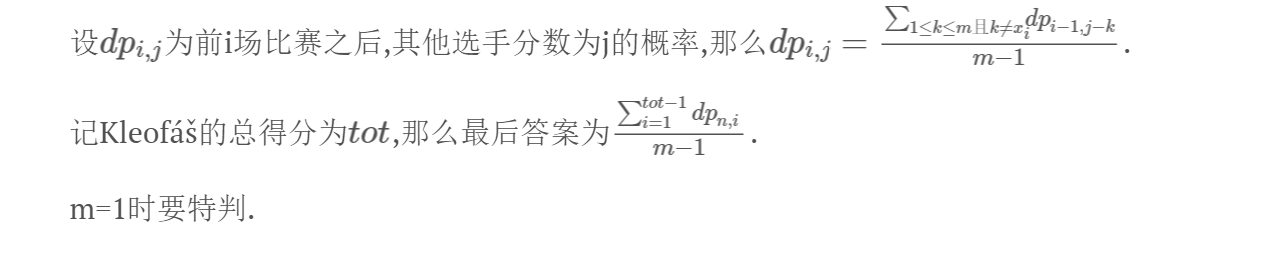 设$dp_{i,j}$为前i场比赛之后,其他选手分数为j的概率,那么$dp_{i,j} = \frac{\sum_{1 \leq k \leq m 且 k \neq x_i} dp_{i-1,j-k}}{m-1}$.
记Kleofáš的总得分为$tot$,那么最后答案为$\frac{\sum_{i=1}^{tot-1} dp_{n,i}}{m-1}$.
m=1时要特判.